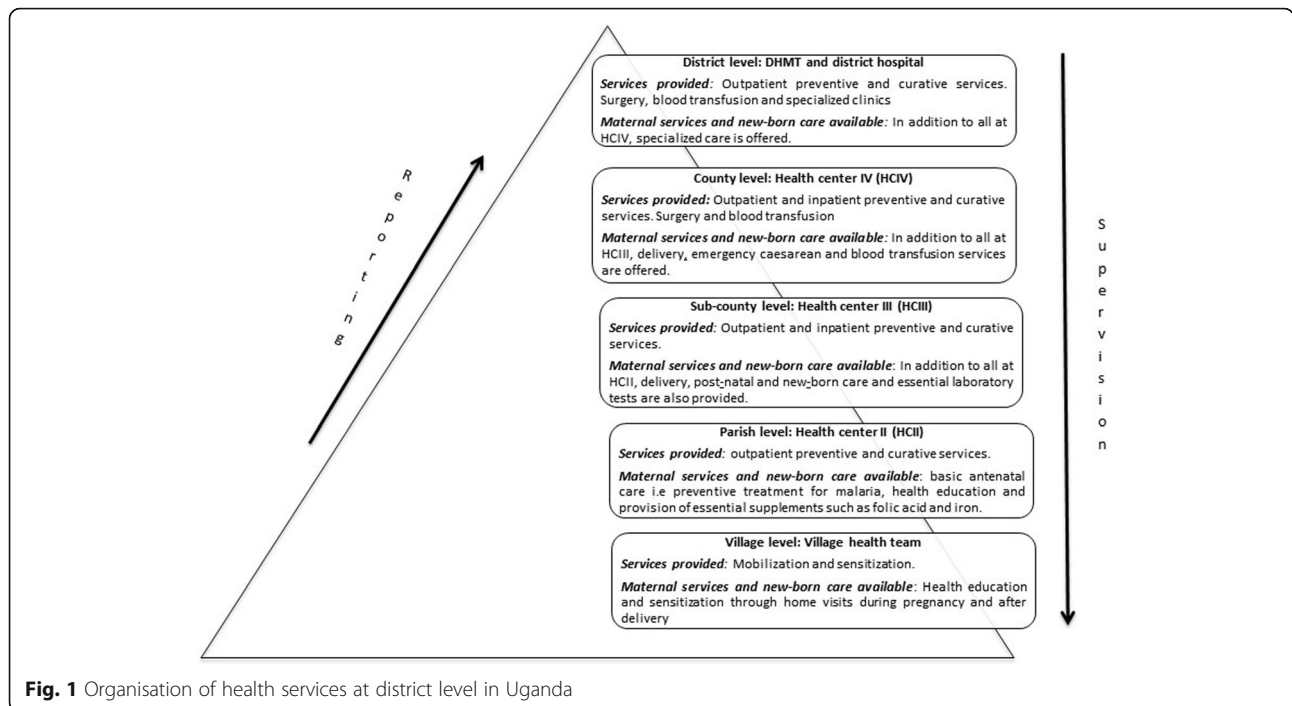 District level: DHMT and district hospital
Services provided: Outpatient preventive and curative services.
Surgery, blood transfusion and specialized clinics
Maternal services and new-born care available: In addition to all at
HCIV, specialized care is offered.
Reporting
County level: Health center IV (HCIV)
Services provided: Outpatient and inpatient preventive and curative
services. Surgery and blood transfusion
Maternal services and new-born care available: In addition to all at
HCIII, delivery, emergency caesarean and blood transfusion services
are offered.
Supervision
Sub-county level: Health center III (HCIII)
Services provided: Outpatient and inpatient preventive and curative
services.
Maternal services and new-born care available: In addition to all at
HCII, delivery, post-natal and new-born care and essential laboratory
tests are also provided.
Parish level: Health center II (HCII)
Services provided: outpatient preventive and curative services.
Maternal services and new-born care available: basic antenatal
care i.e preventive treatment for malaria, health education and
provision of essential supplements such as folic acid and iron.
Village level: Village health team
Services provided: Mobilization and sensitization.
Maternal services and new-born care available: Health education
and sensitization through home visits during pregnancy and after
delivery
Fig. 1 Organisation of health services at district level in Uganda